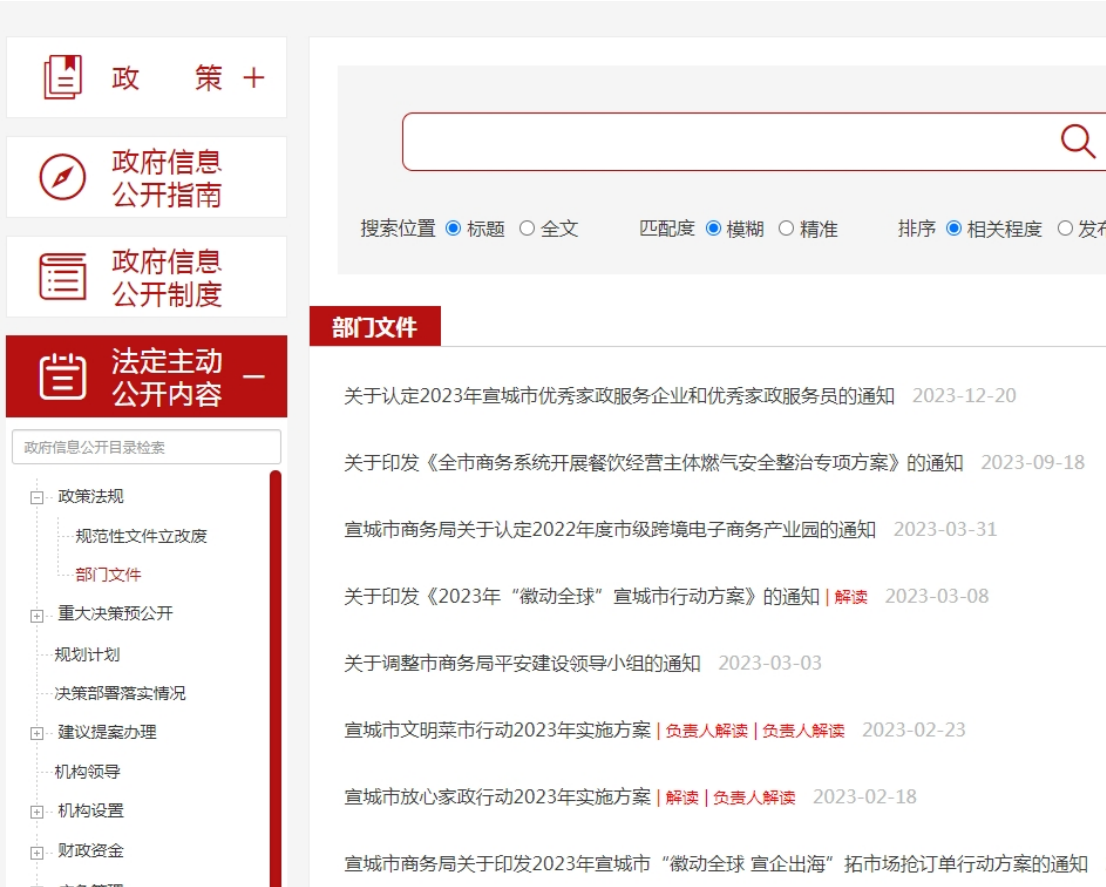 政 策
政府信息
公开指南
政府信息
公开制度
法定主动
公开内容
政府信息公开目录检索
政策法规
规范性文件立改废
部门文件
重大决策预公开
规划计划
决策部署落实情况
建议提案办理
机构领导
机构设置
财政资金
搜索位置 标题 全文 匹配度 模糊 精准 排序 相关程度 发布
部门文件
关于认定2023年宣城市优秀家政服务企业和优秀家政服务员的通知 2023-12-20
关于印发《全市商务系统开展餐饮经营主体燃气安全整治专项方案》的通知 2023-09-18
宣城市商务局关于认定2022年度市级跨境电子商务产业园的通知 2023-03-31
关于印发《2023年“徽动全球”宣城市行动方案》的通知 | 解读 2023-03-08
关于调整市商务局平安建设领导小组的通知 2023-03-03
宣城市文明菜市行动2023年实施方案 | 负责人解读 | 负责人解读 2023-02-23
宣城市放心家政行动2023年实施方案 | 解读 | 负责人解读 2023-02-18
宣城市商务局关于印发2023年宣城市“徽动全球 宣企出海”拓市场抢订单行动方案的通知